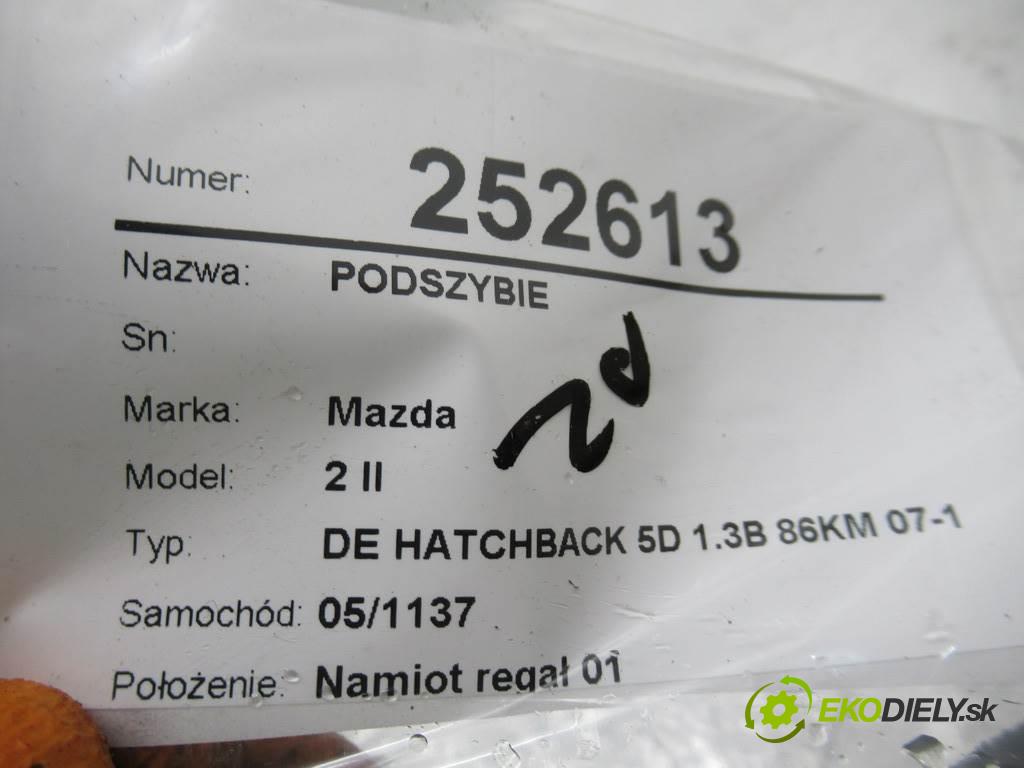 Numer: 252613
Nazwa: PODSZYBIE
Sn:
Marka: Mazda
Model: 2 II
Typ: DE HATCHBACK 5D 1.3B 86KM 07-1
Samochód: 05/1137
Położenie: Namiot regał 01
EKODIELY.sk